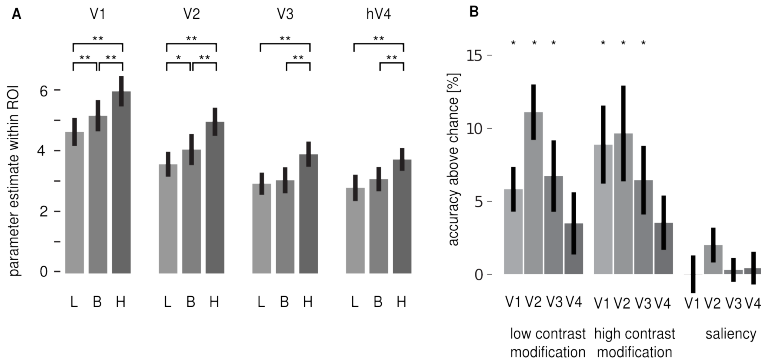 A
V1 V2 V3 hV4
** ** ** **
** ** * ** ** **
parameter estimate within ROI
6
4
2
0
L B H L B H L B H L B H
B
accuracy above chance [%]
15
10
5
0
* * * * * *
V1 V2 V3 V4 V1 V2 V3 V4 V1 V2 V3 V4
low contrast modification
high contrast modification
saliency